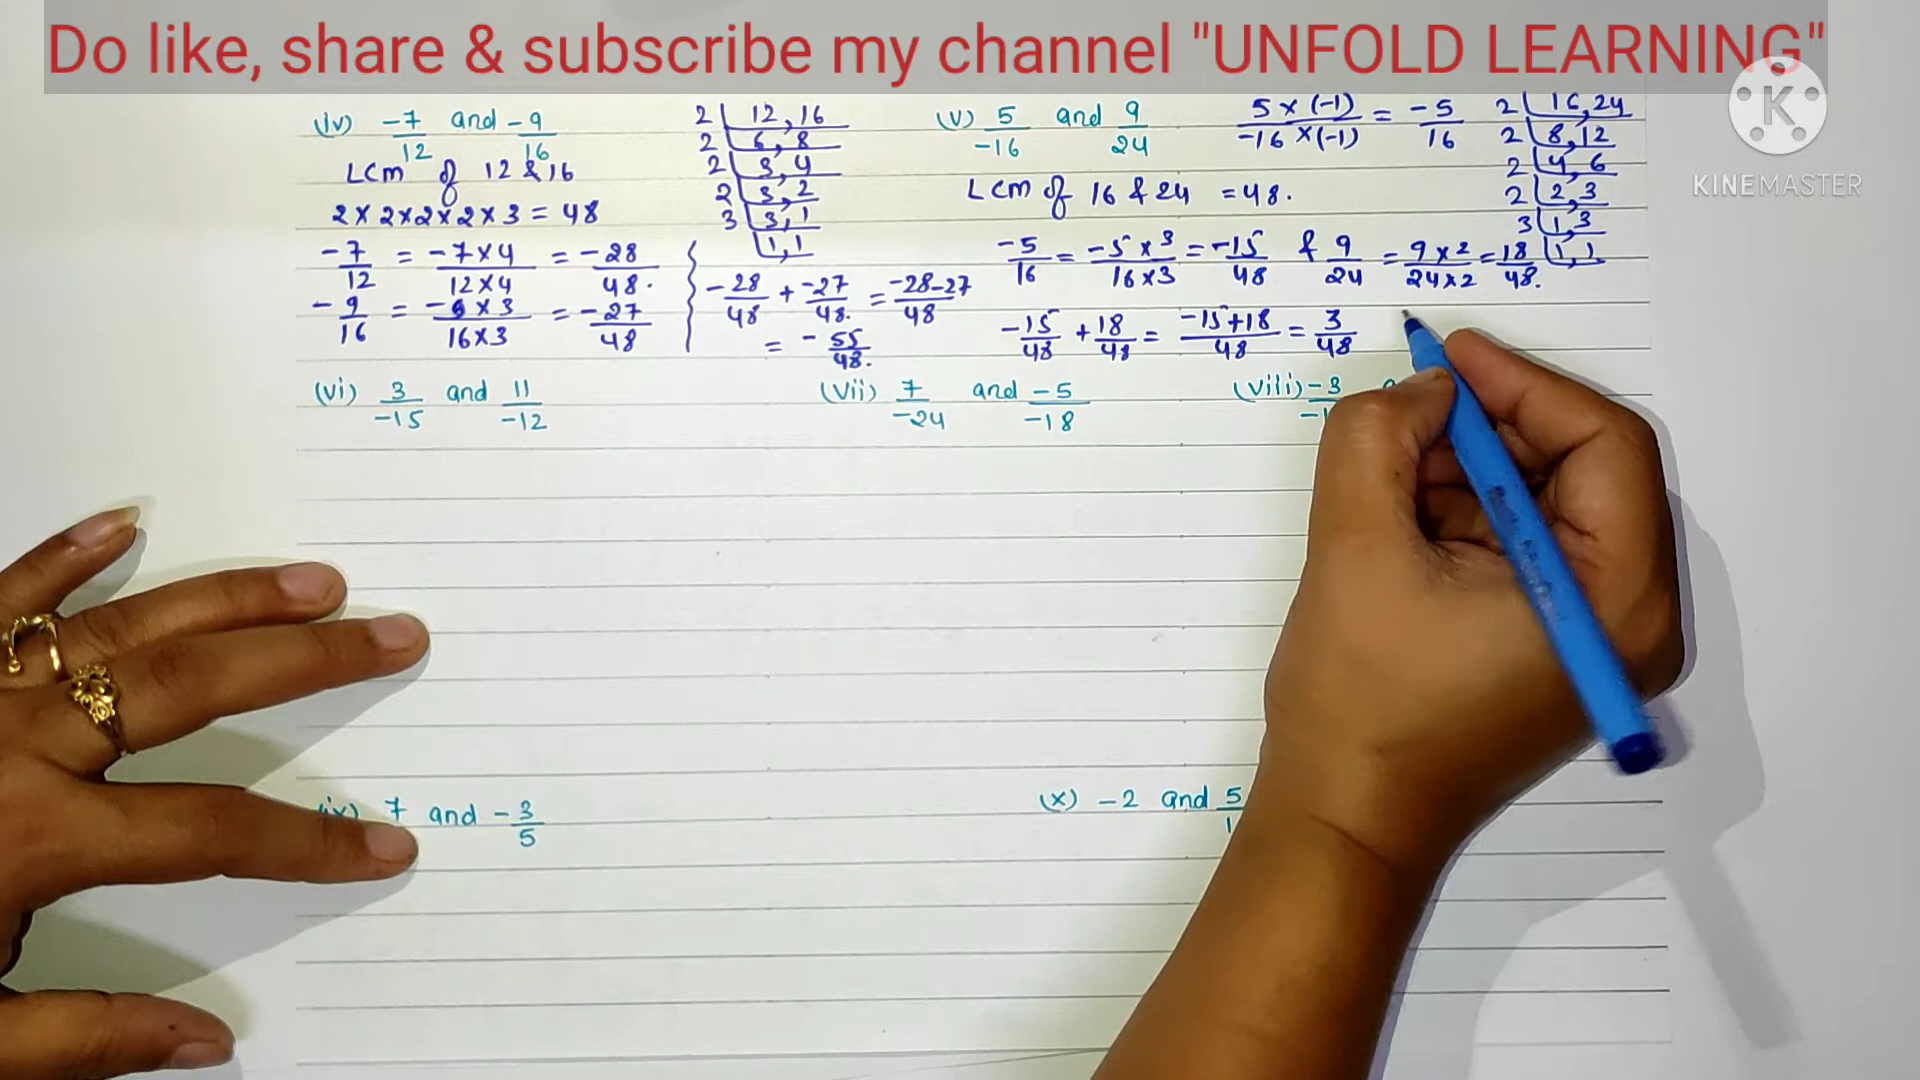 Do like, share & subscribe my channel "UNFOLD LEARNING"
K
KINEMASTER
(iv) -7/12 and -9/16
LCM of 12 & 16
2 × 2 × 2 × 2 × 3 = 48
2 | 12, 16
2 | 6, 8
2 | 3, 4
2 | 3, 2
3 | 3, 1
1, 1
-7/12 = -7 × 4/12 × 4 = -28/48.
-9/16 = -9 × 3/16 × 3 = -27/48
-28/48 + -27/48. = -28-27/48
= -55/48.
(v) 5/-16 and 9/24
5 × (-1)/-16 × (-1) = -5/16
LCM of 16 & 24 = 48.
2 | 16, 24
2 | 8, 12
2 | 4, 6
2 | 2, 3
3 | 1, 3
1, 1
-5/16 = -5 × 3/16 × 3 = -15/48 & 9/24 = 9 × 2/24 × 2 = 18/48.
-15/48 + 18/48 = -15+18/48 = 3/48
(vi) 3/-15 and 11/-12
(vii) 7/-24 and -5/-18
(viii) -3
(ix) 7 and -3/5
(x) -2 and 5